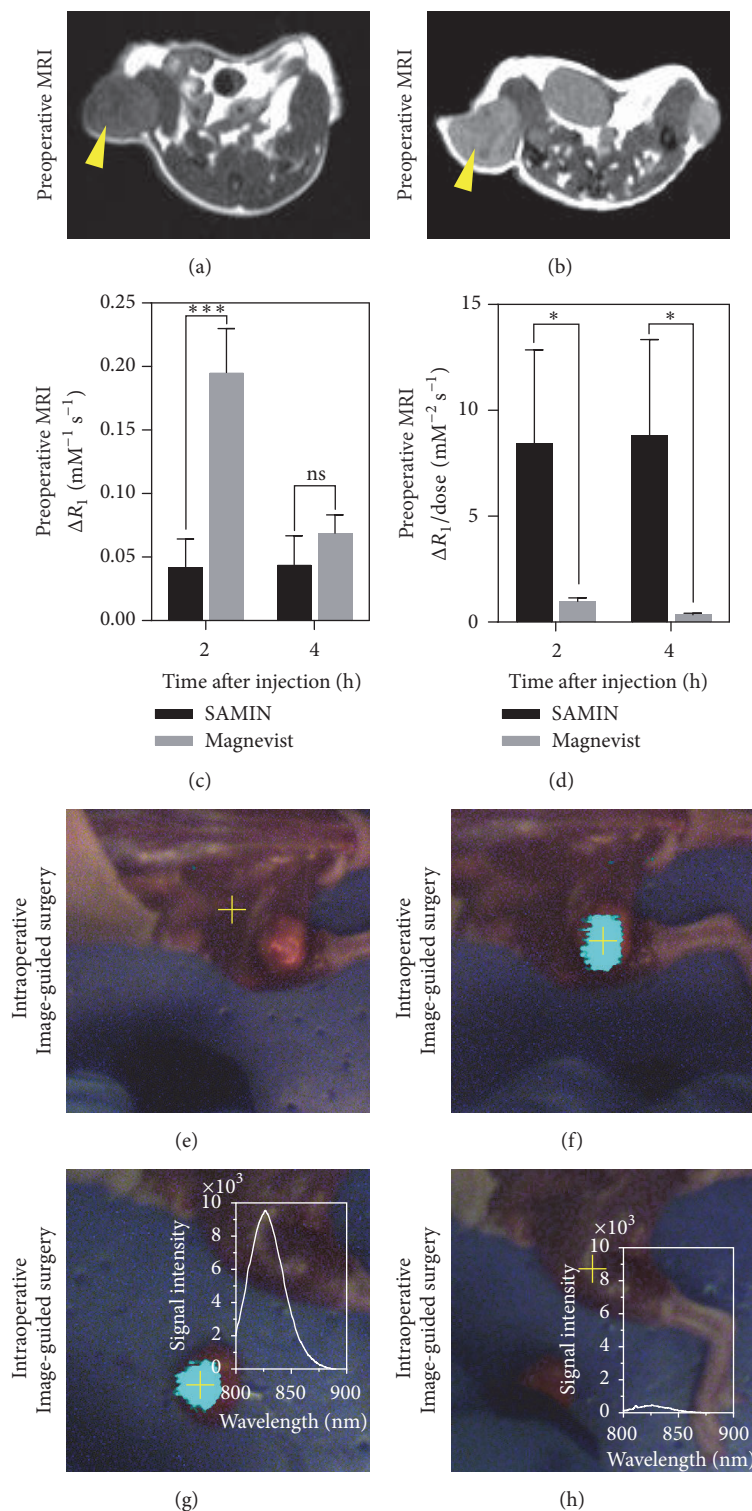 Preoperative MRI
(a)
Preoperative MRI
(b)
Preoperative MRI
ΔR₁ (mM⁻¹ s⁻¹)
0.25
0.20
0.15
0.10
0.05
0.00
***
ns
2
4
Time after injection (h)
SAMIN
Magnevist
(c)
Preoperative MRI
ΔR₁/dose (mM⁻² s⁻¹)
15
10
5
0
*
*
2
4
Time after injection (h)
SAMIN
Magnevist
(d)
Intraoperative
Image-guided surgery
(e)
Intraoperative
Image-guided surgery
(f)
Intraoperative
Image-guided surgery
×10³
Signal intensity
10
8
6
4
2
0
800 850 900
Wavelength (nm)
(g)
Intraoperative
Image-guided surgery
×10³
Signal intensity
10
8
6
4
2
0
800 850 900
Wavelength (nm)
(h)